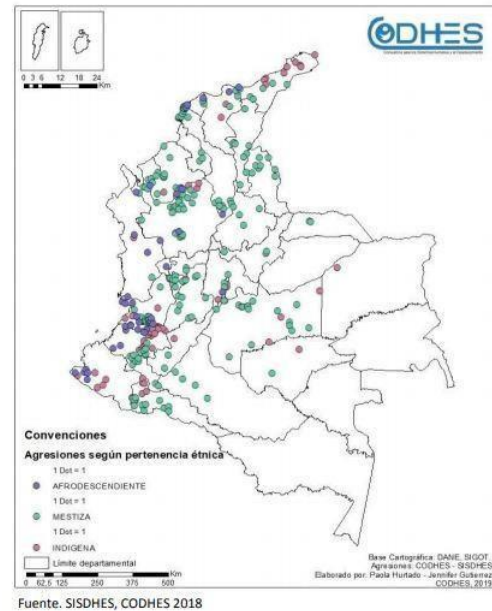 CODHES
0 3 6 12 18 24
Km
Convenciones
Agresiones según pertenencia étnica
1 Dot = 1
AFRODESCENDIENTE
1 Dot = 1
MESTIZA
1 Dot = 1
INDIGENA
Límite departamental
Km
0 62,5 125 250 375 500
Base Cartográfica: DANE, SIGOT.
Agresiones: CODHES - SISDHES
Elaborado por: Paola Hurtado - Jennifer Gutierrez
CODHES, 2019
Fuente. SISDHES, CODHES 2018